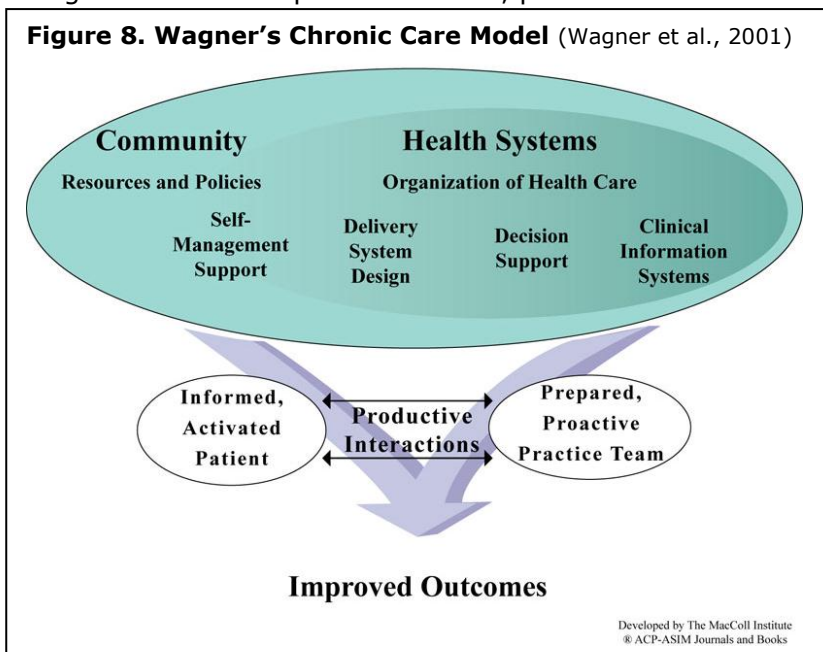 Figure 8. Wagner's Chronic Care Model (Wagner et al., 2001)
Community
Resources and Policies
Health Systems
Organization of Health Care
Self-
Management
Support
Delivery
System
Design
Decision
Support
Clinical
Information
Systems
Informed,
Activated
Patient
Productive
Interactions
Prepared,
Proactive
Practice Team
Improved Outcomes
Developed by The MacColl Institute
® ACP-ASIM Journals and Books